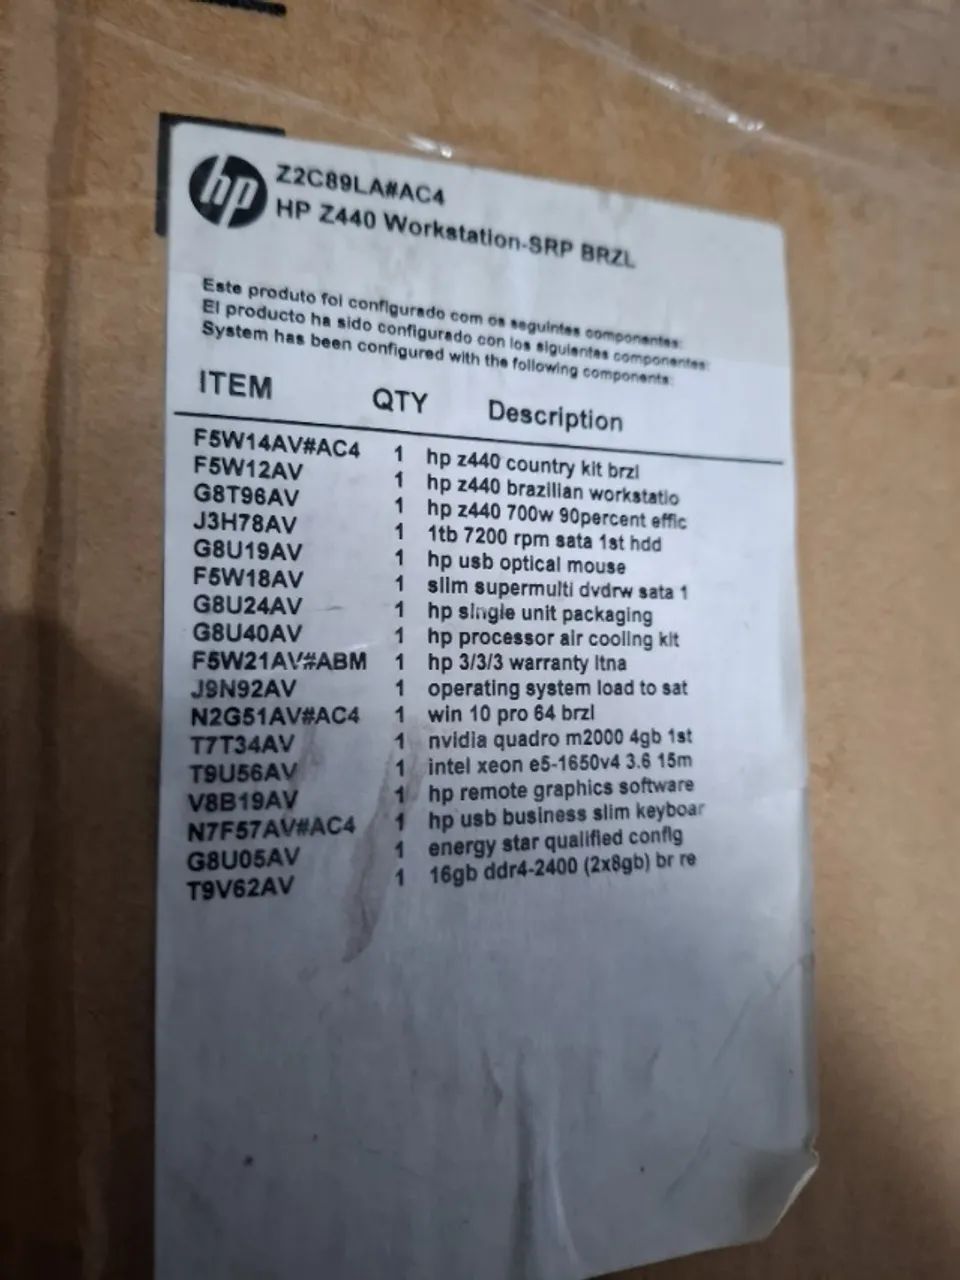 hp
Z2C89LA#AC4
HP Z440 Workstation-SRP BRZL
Este produto foi configurado com os seguintes componentes:
El producto ha sido configurado con los siguientes componentes:
System has been configured with the following components:
ITEM QTY Description
F5W14AV#AC4 1 hp z440 country kit brzl
F5W12AV 1 hp z440 brazilian workstatio
G8T96AV 1 hp z440 700w 90percent effic
J3H78AV 1 1tb 7200 rpm sata 1st hdd
G8U19AV 1 hp usb optical mouse
F5W18AV 1 slim supermulti dvdrw sata 1
G8U24AV 1 hp single unit packaging
G8U40AV 1 hp processor air cooling kit
F5W21AV#ABM 1 hp 3/3/3 warranty ltna
J9N92AV 1 operating system load to sat
N2G51AV#AC4 1 win 10 pro 64 brzl
T7T34AV 1 nvidia quadro m2000 4gb 1st
T9U56AV 1 intel xeon e5-1650v4 3.6 15m
V8B19AV 1 hp remote graphics software
N7F57AV#AC4 1 hp usb business slim keyboar
G8U05AV 1 energy star qualified config
T9V62AV 1 16gb ddr4-2400 (2x8gb) br re